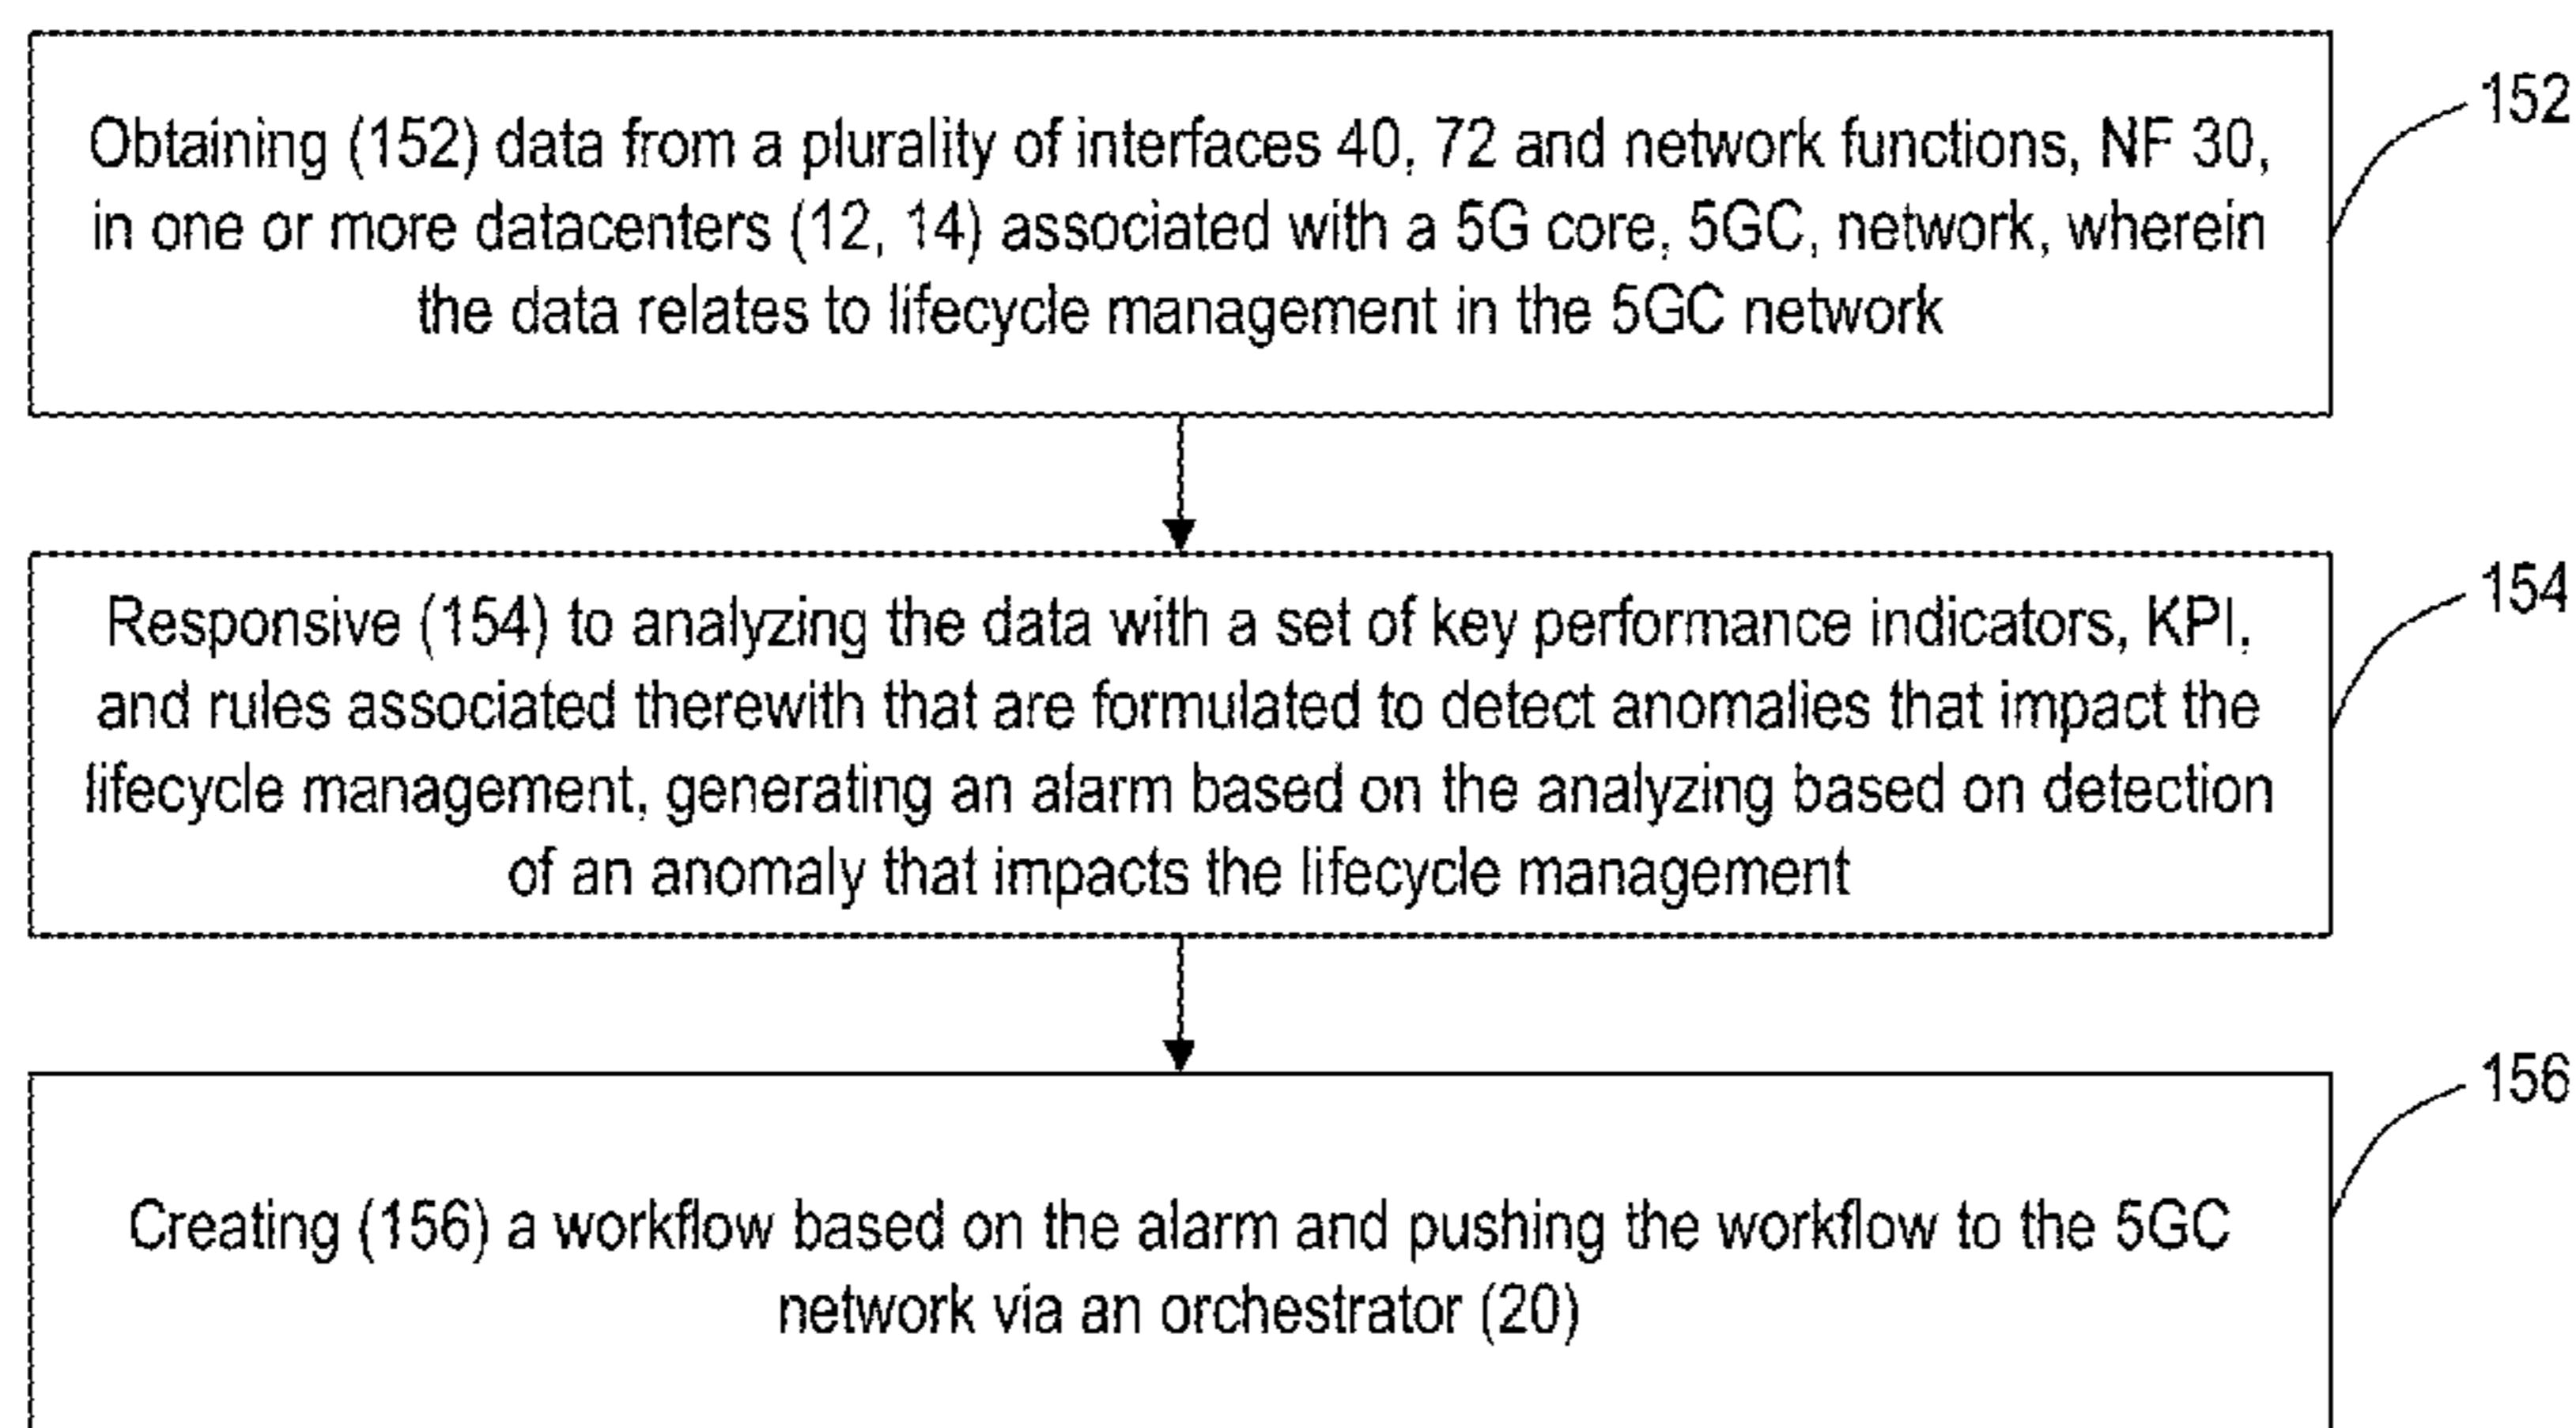 Obtaining (152) data from a plurality of interfaces 40, 72 and network functions, NF 30,
in one or more datacenters (12, 14) associated with a 5G core, 5GC, network, wherein
the data relates to lifecycle management in the 5GC network
152
Responsive (154) to analyzing the data with a set of key performance indicators, KPI,
and rules associated therewith that are formulated to detect anomalies that impact the
lifecycle management, generating an alarm based on the analyzing based on detection
of an anomaly that impacts the lifecycle management
154
Creating (156) a workflow based on the alarm and pushing the workflow to the 5GC
network via an orchestrator (20)
156